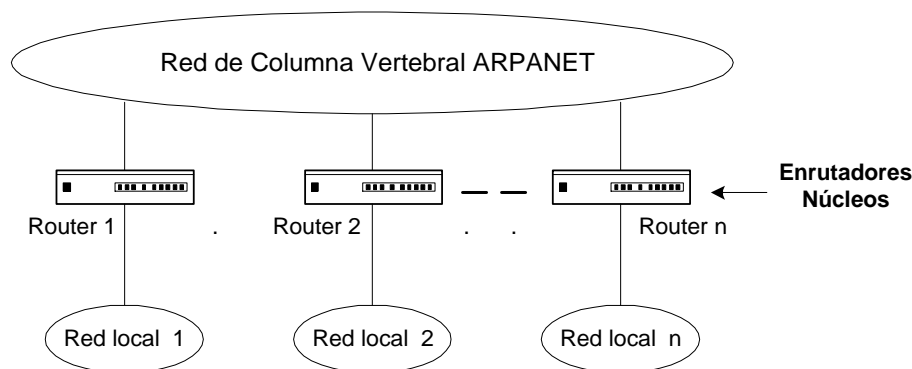 Red de Columna Vertebral ARPANET
Enrutadores
Núcleos
Router 1 . Router 2 . . Router n
Red local 1 Red local 2 Red local n